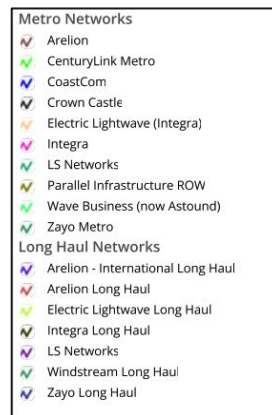 Metro Networks
Arelion
CenturyLink Metro
CoastCom
Crown Castle
Electric Lightwave (Integra)
Integra
LS Networks
Parallel Infrastructure ROW
Wave Business (now Astound)
Zayo Metro
Long Haul Networks
Arelion - International Long Haul
Arelion Long Haul
Electric Lightwave Long Haul
Integra Long Haul
LS Networks
Windstream Long Haul
Zayo Long Haul